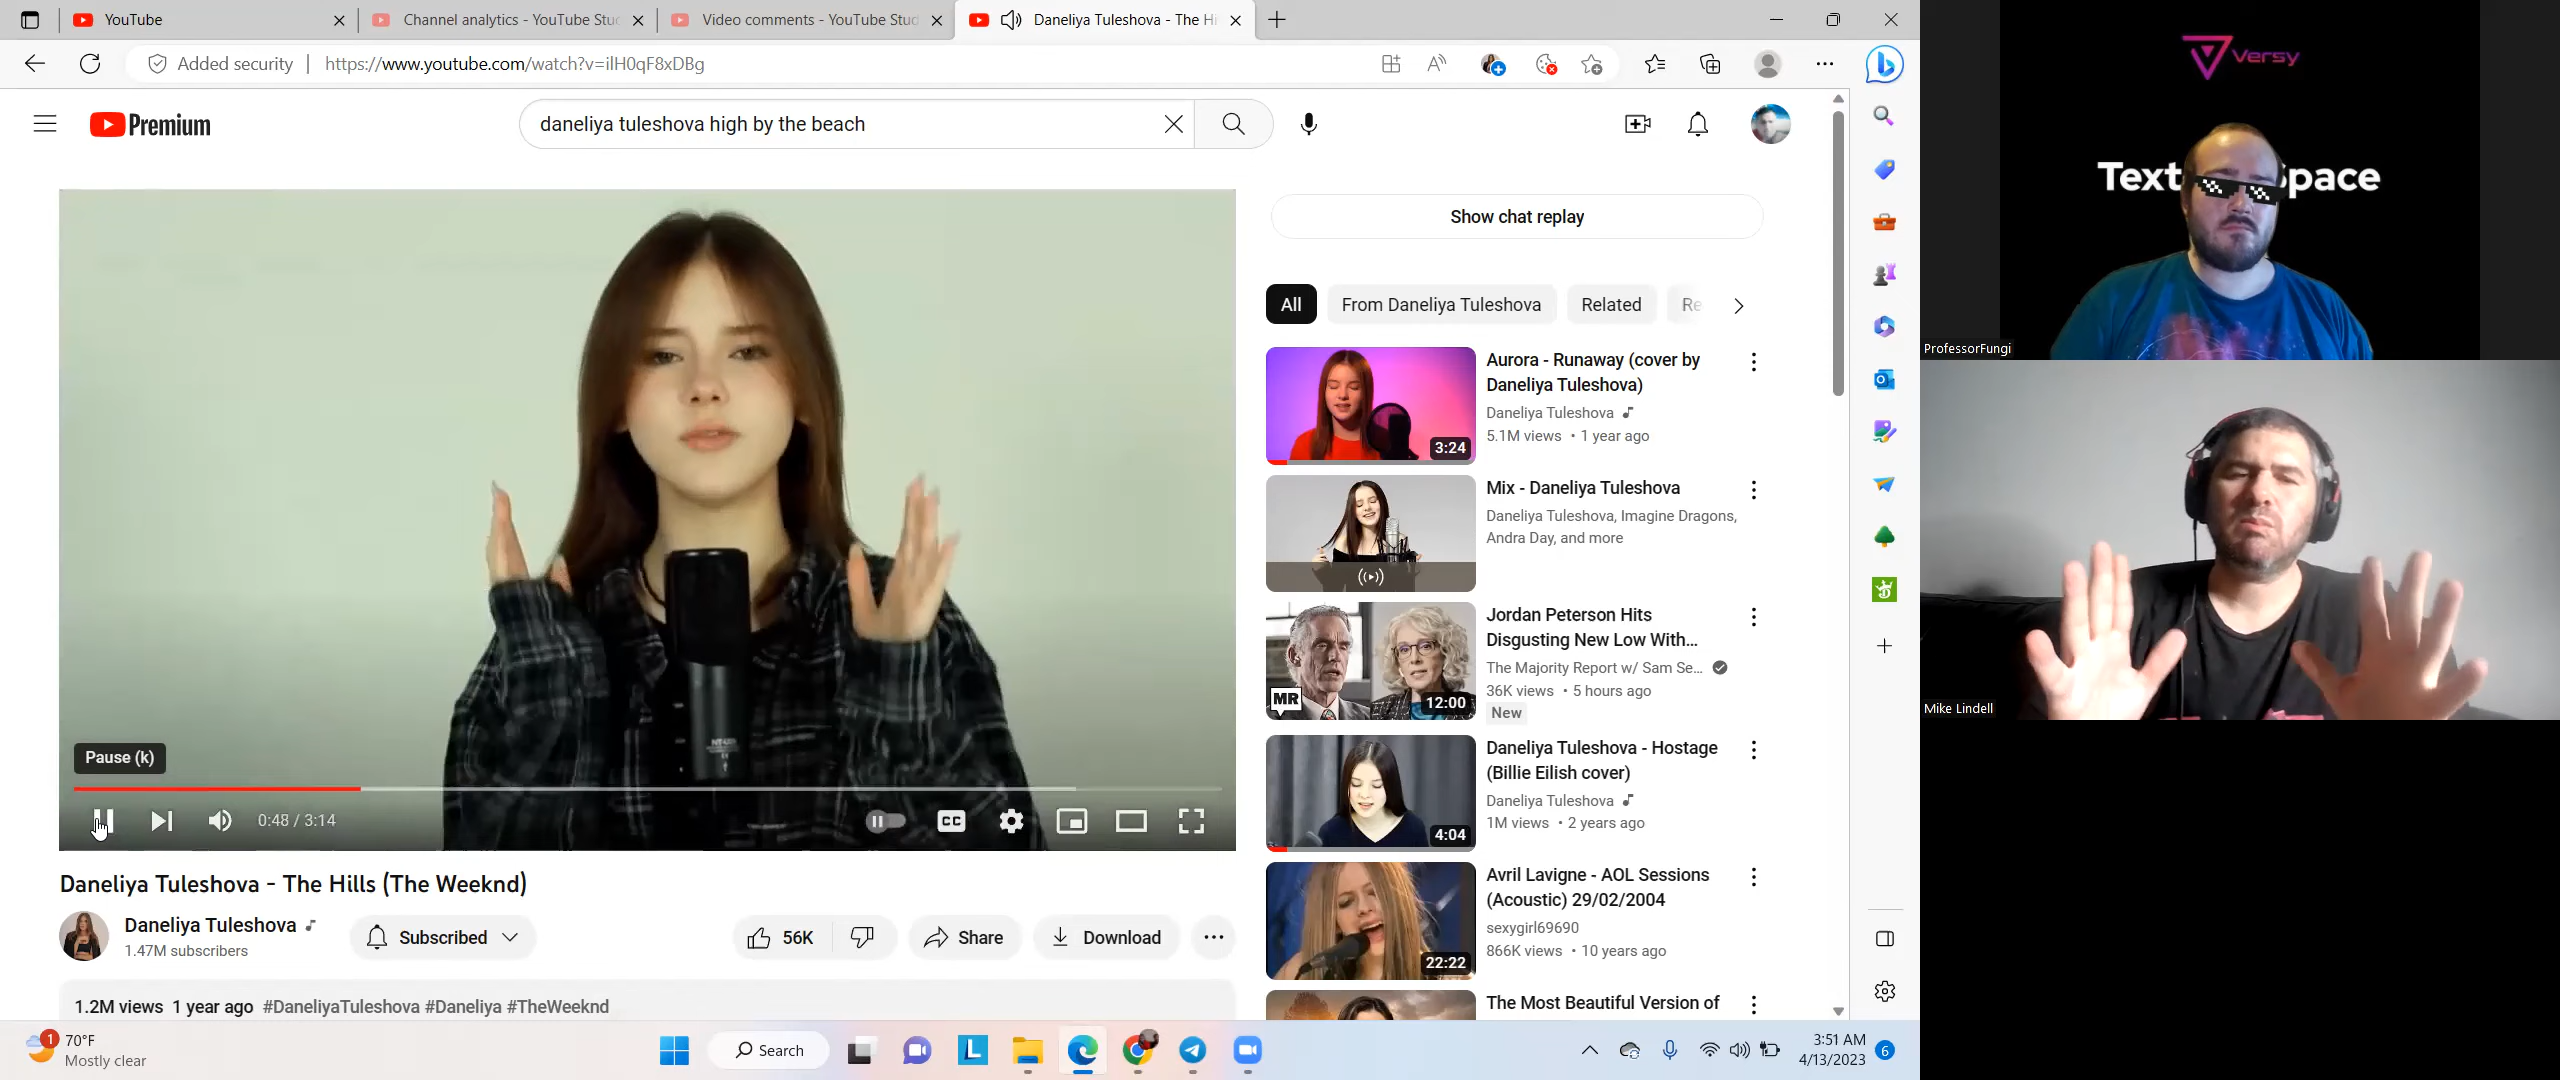 YouTube
Channel analytics - YouTube Stu
Video comments - YouTube Stud
Daneliya Tuleshova - The Hi
Added security
https://www.youtube.com/watch?v=ilH0qF8xDBg
Premium
daneliya tuleshova high by the beach
Show chat replay
All
From Daneliya Tuleshova
Related
Re
Aurora - Runaway (cover by
Daneliya Tuleshova)
Daneliya Tuleshova
5.1M views • 1 year ago
3:24
Mix - Daneliya Tuleshova
Daneliya Tuleshova, Imagine Dragons,
Andra Day, and more
Jordan Peterson Hits
Disgusting New Low With...
The Majority Report w/ Sam Se...
36K views • 5 hours ago
New
MR
12:00
Daneliya Tuleshova - Hostage
(Billie Eilish cover)
Daneliya Tuleshova
1M views • 2 years ago
4:04
Avril Lavigne - AOL Sessions
(Acoustic) 29/02/2004
sexygirl69690
866K views • 10 years ago
22:22
The Most Beautiful Version of
Pause (k)
0:48 / 3:14
CC
Daneliya Tuleshova - The Hills (The Weeknd)
Daneliya Tuleshova
1.47M subscribers
Subscribed
56K
Share
Download
1.2M views 1 year ago #DaneliyaTuleshova #Daneliya #TheWeeknd
1
70°F
Mostly clear
Search
3:51 AM
4/13/2023
6
Versy
Text
pace
ProfessorFungi
Mike Lindell